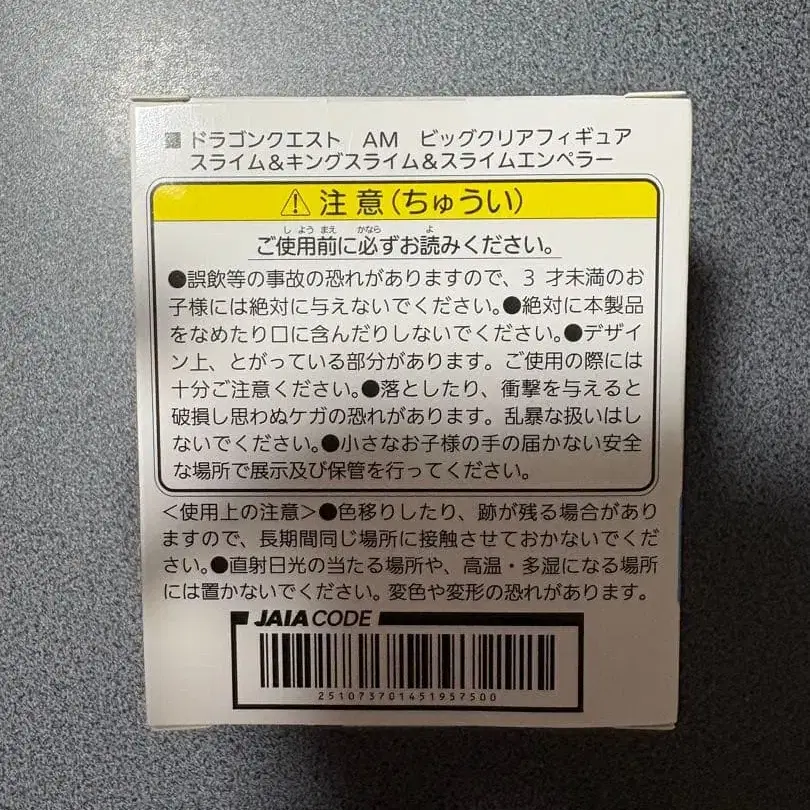 ドラゴンクエスト AM ビッグクリアフィギュア
スライム&キングスライム&スライムエンペラー
注意(ちゅうい)
しようまえ かなら よ
ご使用前に必ずお読みください。
●誤飲等の事故の恐れがありますので、3 才未満のお
子様には絶対に与えないでください。●絶対に本製品
をなめたり口に含んだりしないでください。●デザイ
ン上、とがっている部分があります。ご使用の際には
十分ご注意ください。●落としたり、衝撃を与えると
破損し思わぬケガの恐れがあります。乱暴な扱いはし
ないでください。●小さなお子様の手の届かない安全
な場所で展示及び保管を行ってください。
<使用上の注意>●色移りしたり、跡が残る場合があり
ますので、長期間同じ場所に接触させておかないでくだ
さい。●直射日光の当たる場所や、高温・多湿になる場所
には置かないでください。変色や変形の恐れがあります。
JAIA CODE
251073701451957500